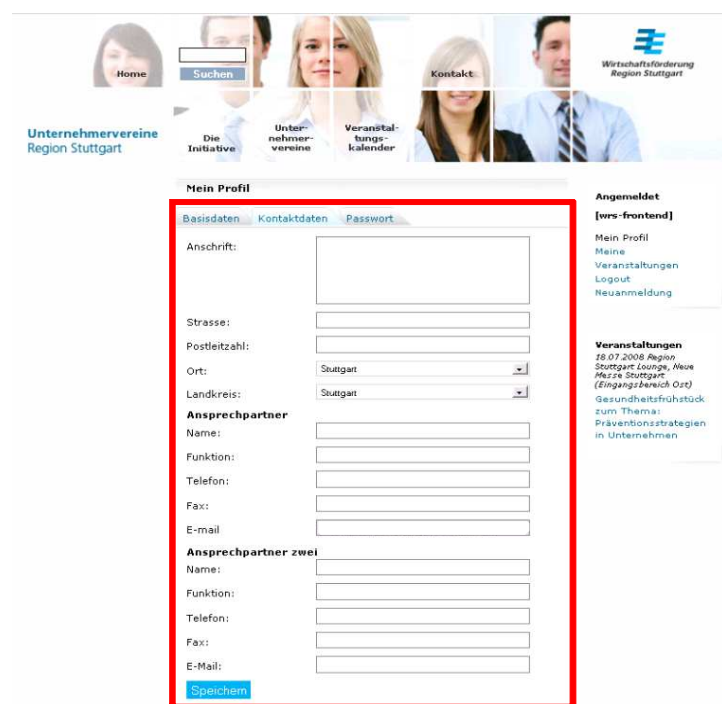 Home
Suchen
Kontakt
Wirtschaftsförderung
Region Stuttgart
Unternehmervereine
Region Stuttgart
Die
Initiative
Unter-
nehmer-
vereine
Veranstal-
tungs-
kalender
Mein Profil
Basisdaten Kontaktdaten Passwort
Anschrift:
Strasse:
Postleitzahl:
Ort: Stuttgart
Landkreis: Stuttgart
Ansprechpartner
Name:
Funktion:
Telefon:
Fax:
E-mail
Ansprechpartner zwei
Name:
Funktion:
Telefon:
Fax:
E-Mail:
Speichern
Angemeldet
[wrs-frontend]
Mein Profil
Meine
Veranstaltungen
Logout
Neuanmeldung
Veranstaltungen
18.07.2008 Region
Stuttgart Lounge, Neue
Messe Stuttgart
(Eingangsbereich Ost)
Gesundheitsfrühstück
zum Thema:
Präventionsstrategien
in Unternehmen